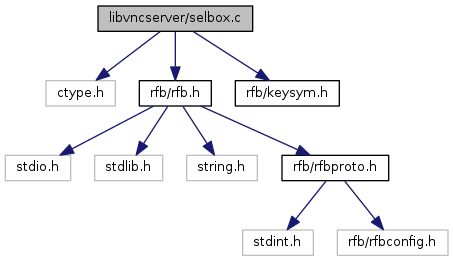 libvncserver/selbox.c
ctype.h
rfb/rfb.h
rfb/keysym.h
stdio.h
stdlib.h
string.h
rfb/rfbproto.h
stdint.h
rfb/rfbconfig.h